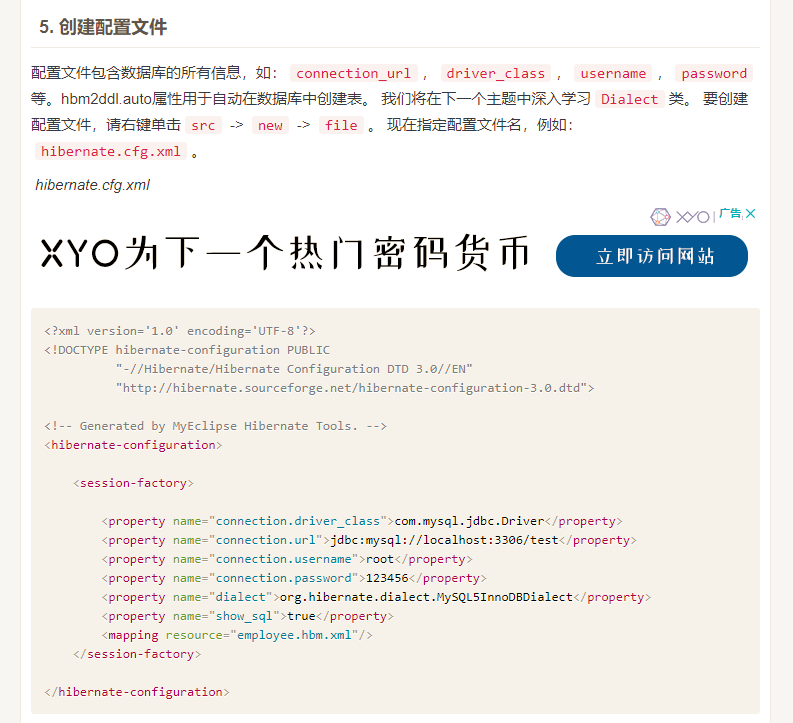 5. 创建配置文件
配置文件包含数据库的所有信息，如： connection_url ， driver_class ， username ， password
等。hbm2ddl.auto属性用于自动在数据库中创建表。 我们将在下一个主题中深入学习 Dialect 类。 要创建
配置文件，请右键单击 src -> new -> file 。 现在指定配置文件名，例如：
hibernate.cfg.xml 。
hibernate.cfg.xml
XYO | 广告 X
XYO为下一个热门密码货币
立即访问网站
<?xml version='1.0' encoding='UTF-8'?>
<!DOCTYPE hibernate-configuration PUBLIC
          "-//Hibernate/Hibernate Configuration DTD 3.0//EN"
          "http://hibernate.sourceforge.net/hibernate-configuration-3.0.dtd">
<!-- Generated by MyEclipse Hibernate Tools. -->
<hibernate-configuration>
    <session-factory>
        <property name="connection.driver_class">com.mysql.jdbc.Driver</property>
        <property name="connection.url">jdbc:mysql://localhost:3306/test</property>
        <property name="connection.username">root</property>
        <property name="connection.password">123456</property>
        <property name="dialect">org.hibernate.dialect.MySQL5InnoDBDialect</property>
        <property name="show_sql">true</property>
        <mapping resource="employee.hbm.xml"/>
    </session-factory>
</hibernate-configuration>